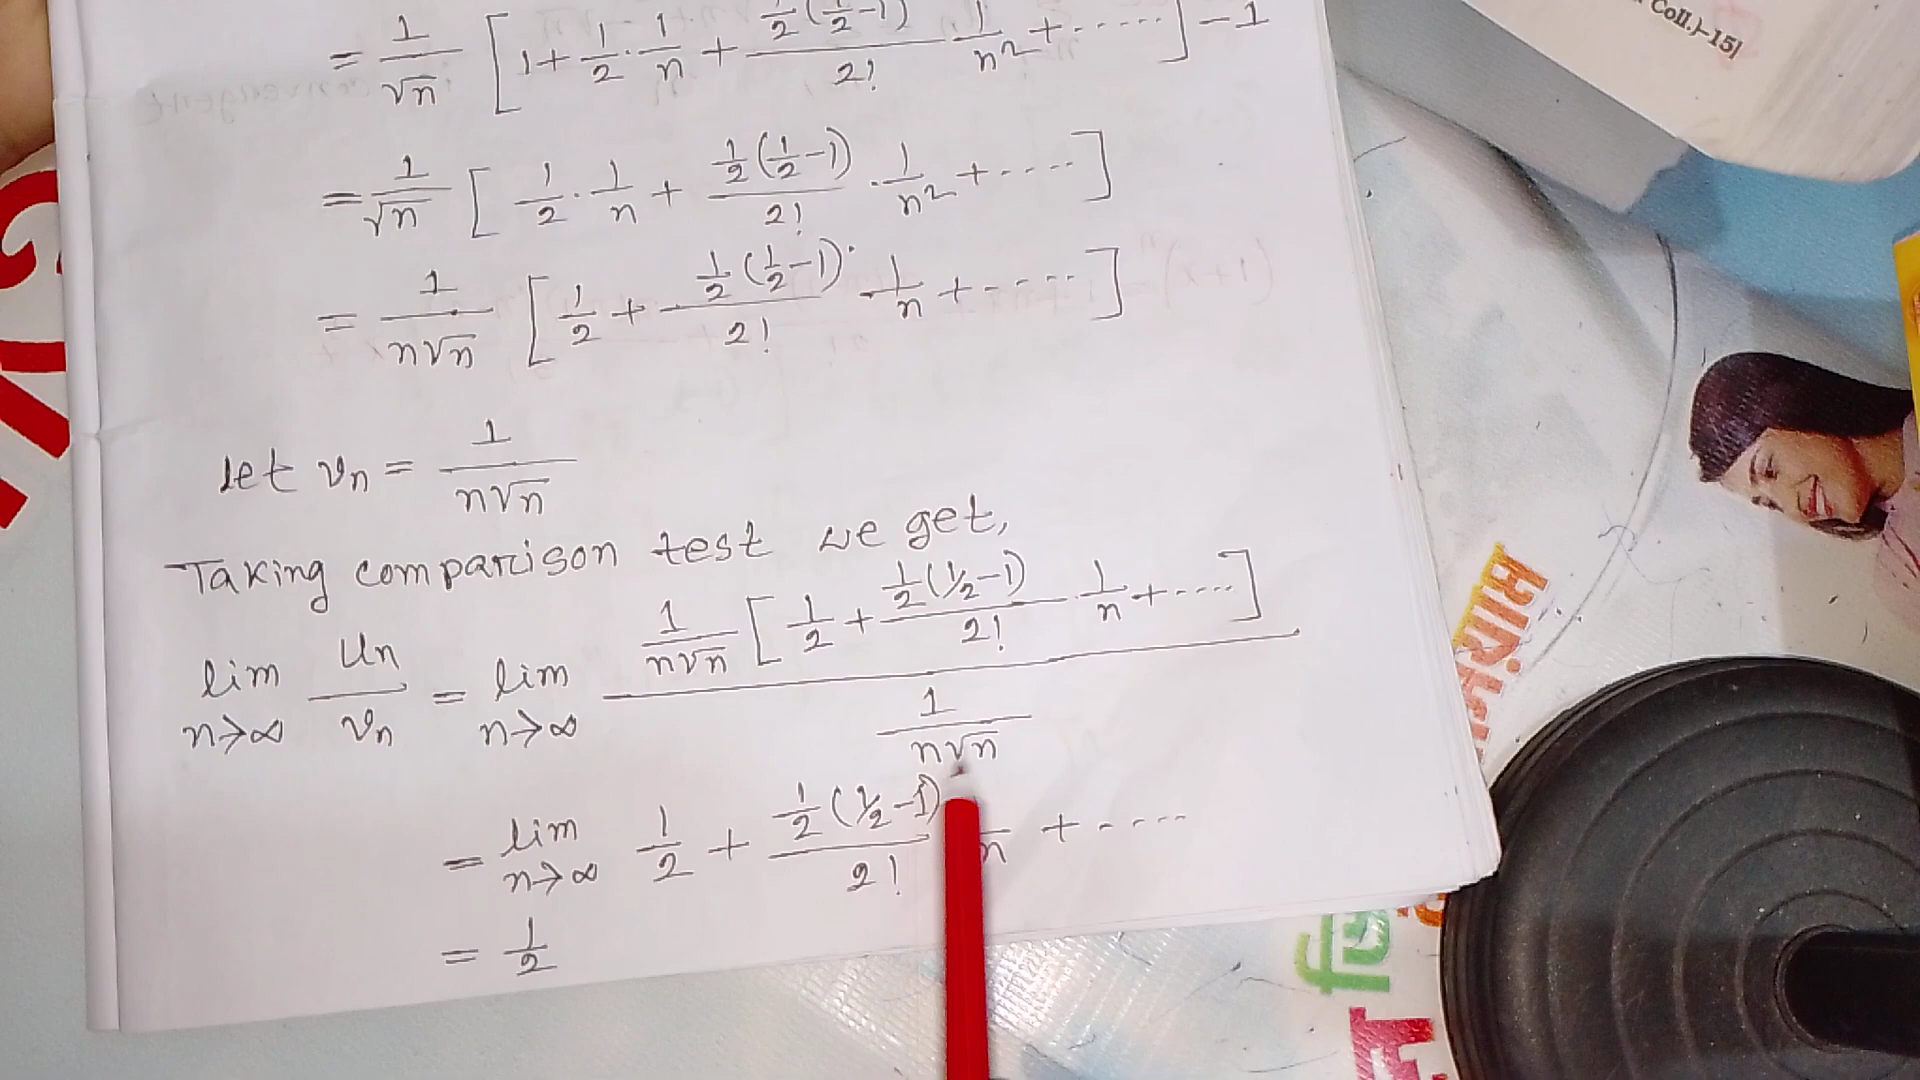 = 1/√n [1 + 1/2 · 1/n + 1/2(1/2 -1)/2! 1/n² + .....] - 1
= 1/√n [ 1/2 · 1/n + 1/2(1/2 -1)/2! · 1/n² + ....]
= 1/n√n [ 1/2 + 1/2(1/2 -1)/2! · 1/n + .....]
Let vn = 1/n√n
Taking comparison test we get,
lim n→∞ Un/vn = lim n→∞ 1/n√n [ 1/2 + 1/2(1/2 -1)/2! · 1/n + ....] / 1/n√n
= lim n→∞ 1/2 + 1/2(1/2 -1)/2! /n + ....
= 1/2
Coll.)-15]